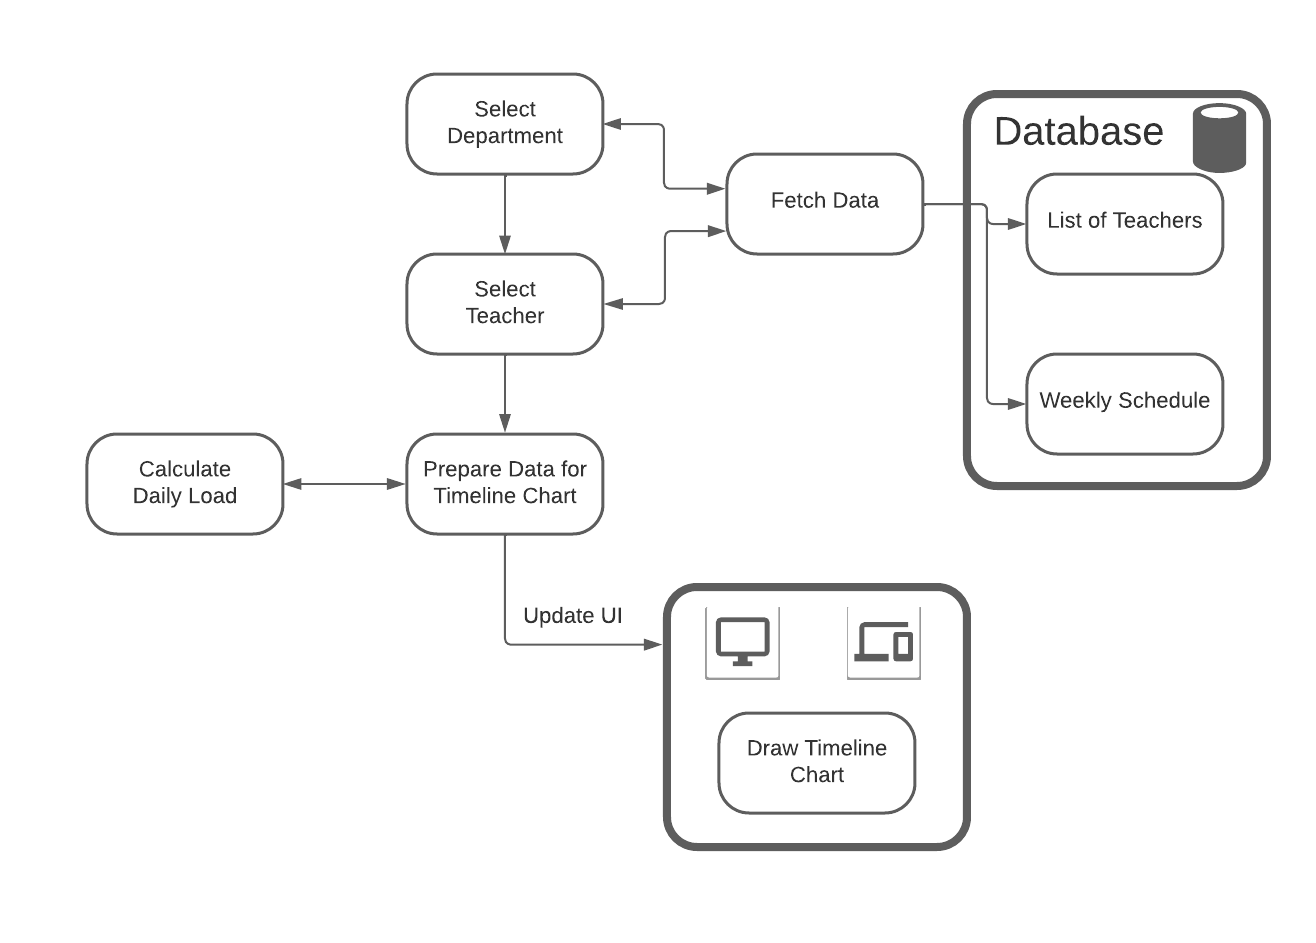 Select
Department
Database
Fetch Data
List of Teachers
Select
Teacher
Weekly Schedule
Calculate
Daily Load
Prepare Data for
Timeline Chart
Update UI
Draw Timeline
Chart